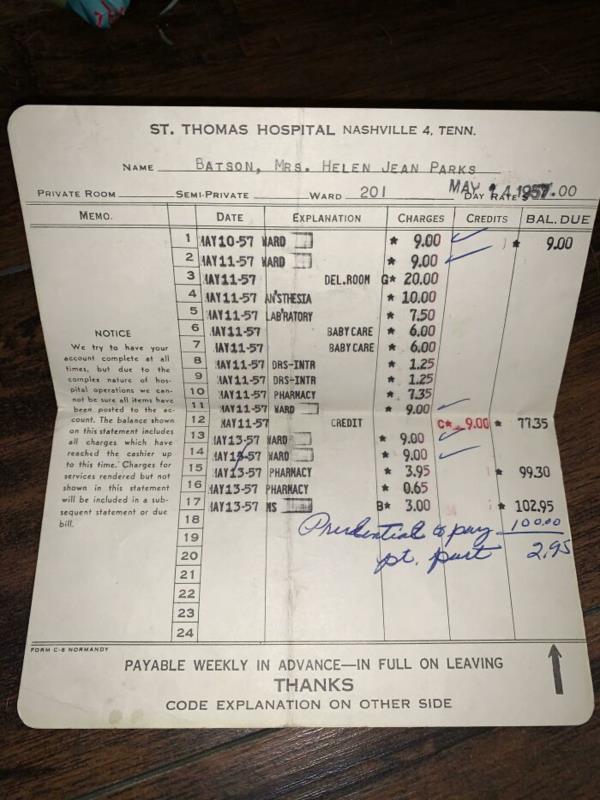 ST. THOMAS HOSPITAL NASHVILLE 4, TENN.
NAME BATSON, MRS. HELEN JEAN PARKS
PRIVATE ROOM SEMI-PRIVATE WARD 201 DAY RATE $ .00
MAY 1957
MEMO. DATE EXPLANATION CHARGES CREDITS BAL. DUE
1 MAY10-57 WARD * 9.00 * 9.00
2 MAY11-57 WARD * 9.00
3 MAY11-57 DEL.ROOM G* 20.00
4 MAY11-57 AN'STHESIA * 10.00
5 MAY11-57 LAB'RATORY * 7.50
6 MAY11-57 BABY CARE * 6.00
7 MAY11-57 BABY CARE * 6.00
8 MAY11-57 DRS-INTR * 1.25
9 MAY11-57 DRS-INTR * 1.25
10 MAY11-57 PHARMACY * 7.35
11 MAY11-57 WARD * 9.00
12 MAY11-57 CREDIT C* 9.00 * 77.35
13 MAY13-57 WARD * 9.00
14 WARD * 9.00
15 MAY13-57 PHARMACY * 3.95 * 99.30
16 MAY13-57 PHARMACY * 0.65
17 MAY13-57 MS B* 3.00 * 102.95
18 Prudential to pay 100.00
19 pt. part 2.95
20
21
22
23
24
NOTICE
We try to have your
account complete at all
times, but due to the
complex nature of hos-
pital operations we can-
not be sure all items have
been posted to the ac-
count. The balance shown
on this statement includes
all charges which have
reached the cashier up
to this time. Charges for
services rendered but not
shown in this statement
will be included in a sub-
sequent statement or due
bill.
FORM C-8 NORMANDY
PAYABLE WEEKLY IN ADVANCE—IN FULL ON LEAVING
THANKS
CODE EXPLANATION ON OTHER SIDE